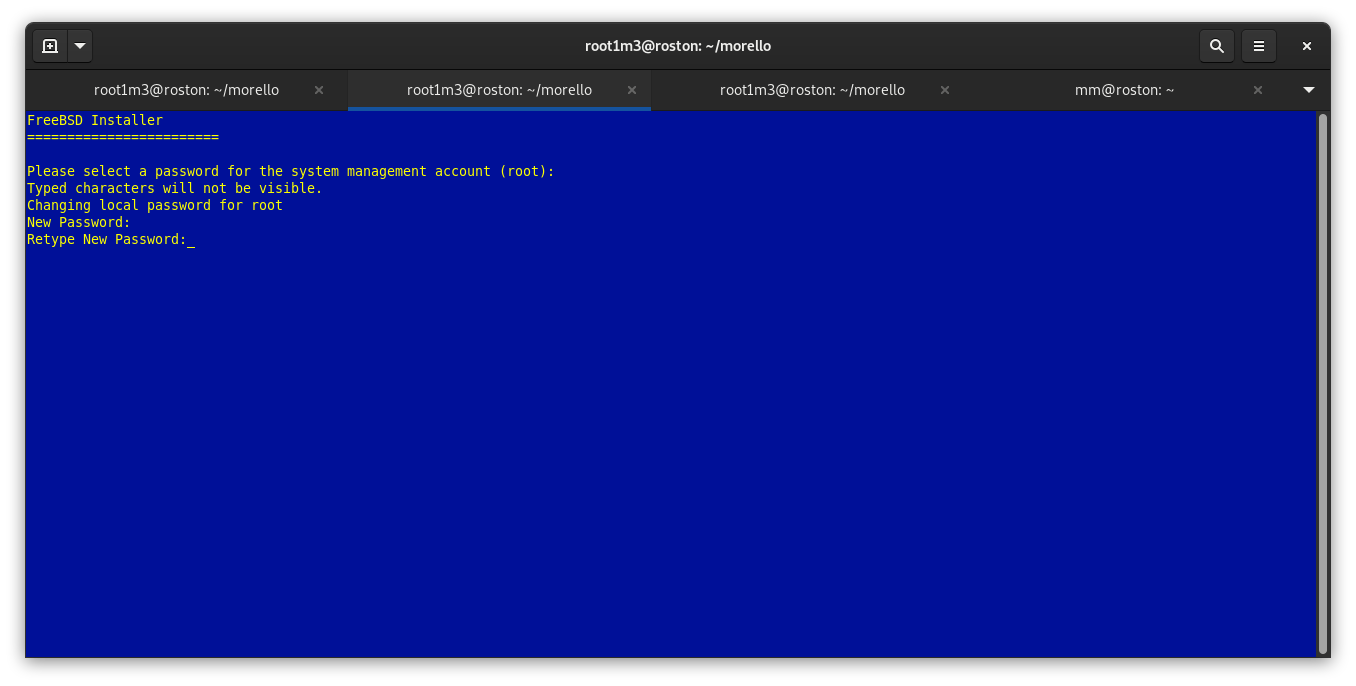 root1m3@roston: ~/morello
root1m3@roston: ~/morello
root1m3@roston: ~/morello
root1m3@roston: ~/morello
mm@roston: ~
FreeBSD Installer
========================
Please select a password for the system management account (root):
Typed characters will not be visible.
Changing local password for root
New Password:
Retype New Password:_